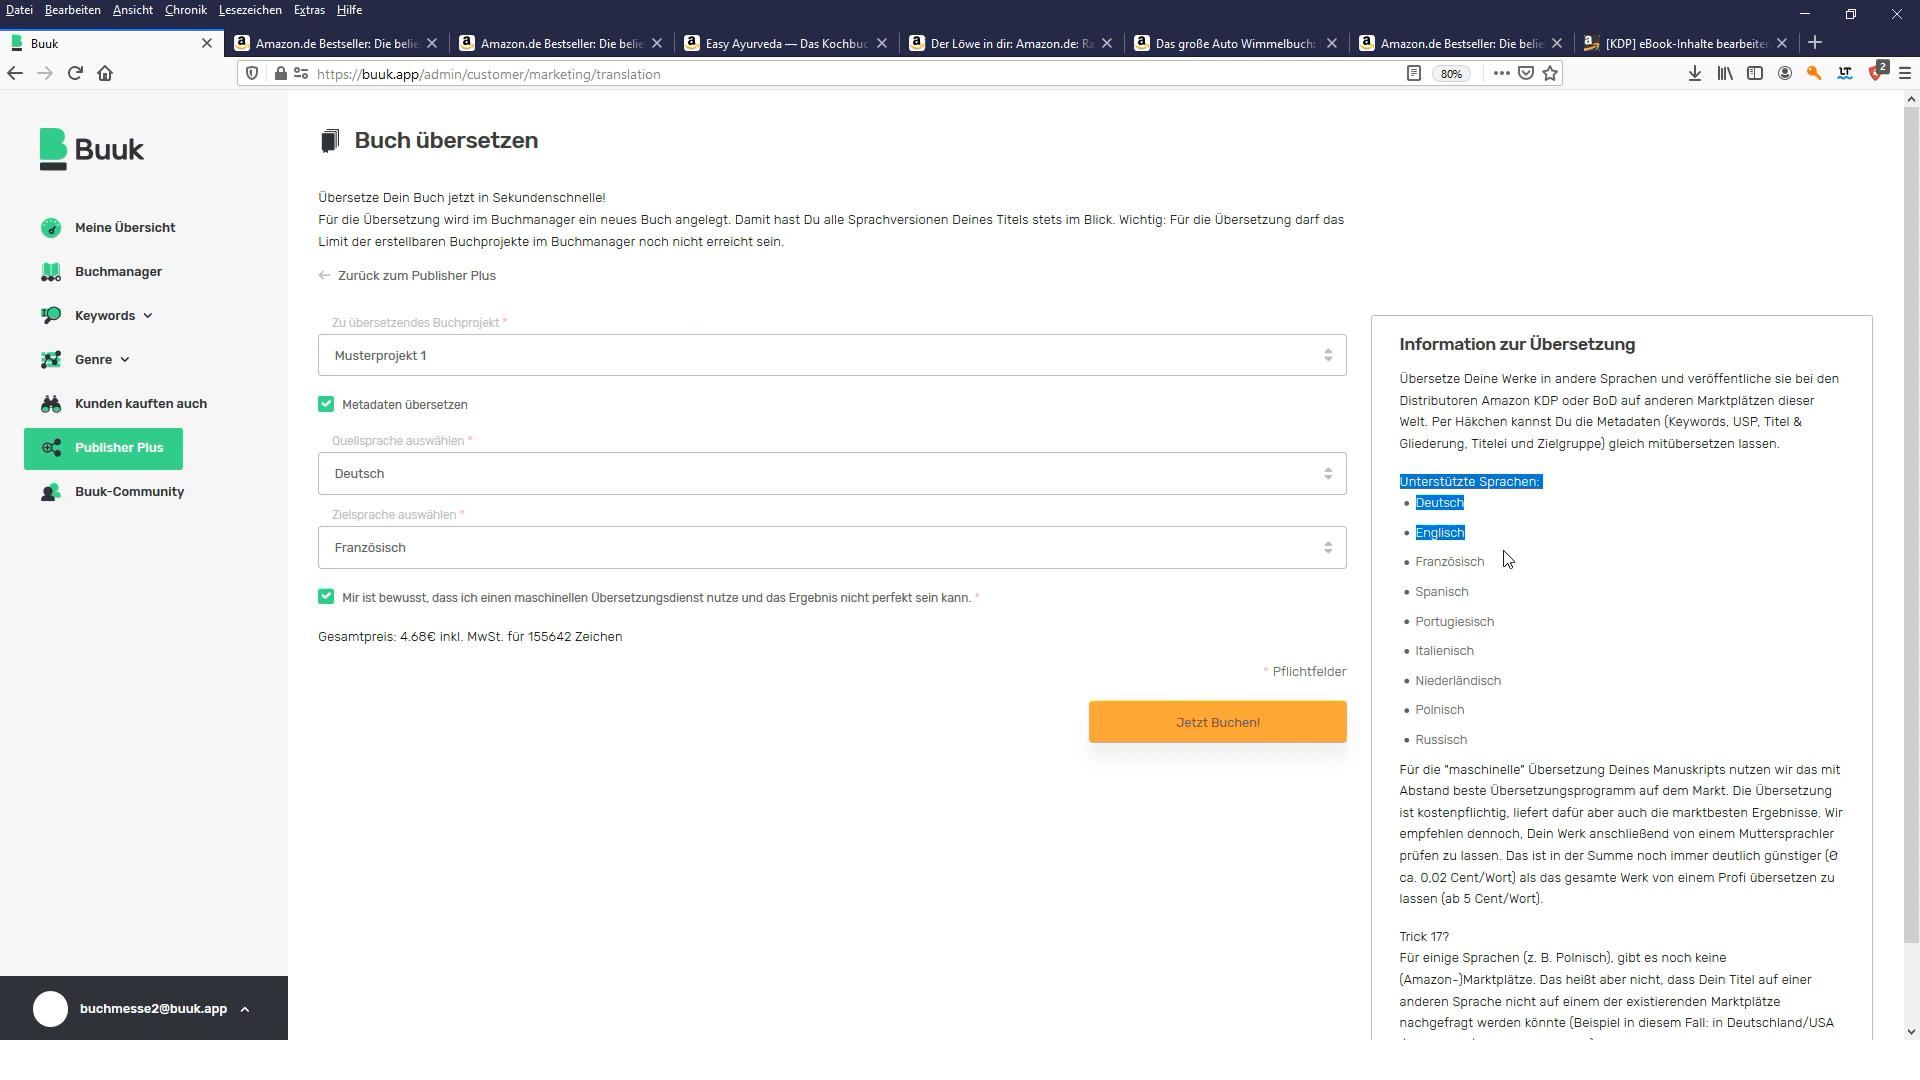 Datei Bearbeiten Ansicht Chronik Lesezeichen Extras Hilfe
Buuk
Amazon.de Bestseller: Die belie
Amazon.de Bestseller: Die belie
Easy Ayurveda — Das Kochbuc
Der Löwe in dir: Amazon.de: Ra
Das große Auto Wimmelbuch:
Amazon.de Bestseller: Die belie
[KDP] eBook-Inhalte bearbeiten
https://buuk.app/admin/customer/marketing/translation
80%
2
Buuk
Meine Übersicht
Buchmanager
Keywords
Genre
Kunden kauften auch
Publisher Plus
Buuk-Community
buchmesse2@buuk.app
Buch übersetzen
Übersetze Dein Buch jetzt in Sekundenschnelle!
Für die Übersetzung wird im Buchmanager ein neues Buch angelegt. Damit hast Du alle Sprachversionen Deines Titels stets im Blick. Wichtig: Für die Übersetzung darf das
Limit der erstellbaren Buchprojekte im Buchmanager noch nicht erreicht sein.
Zurück zum Publisher Plus
Zu übersetzendes Buchprojekt *
Musterprojekt 1
Metadaten übersetzen
Quellsprache auswählen *
Deutsch
Zielsprache auswählen *
Französisch
Mir ist bewusst, dass ich einen maschinellen Übersetzungsdienst nutze und das Ergebnis nicht perfekt sein kann. *
Gesamtpreis: 4.68€ inkl. MwSt. für 155642 Zeichen
* Pflichtfelder
Jetzt Buchen!
Information zur Übersetzung
Übersetze Deine Werke in andere Sprachen und veröffentliche sie bei den
Distributoren Amazon KDP oder BoD auf anderen Marktplätzen dieser
Welt. Per Häkchen kannst Du die Metadaten (Keywords, USP, Titel &
Gliederung, Titelei und Zielgruppe) gleich mitübersetzen lassen.
Unterstützte Sprachen:
• Deutsch
• Englisch
• Französisch
• Spanisch
• Portugiesisch
• Italienisch
• Niederländisch
• Polnisch
• Russisch
Für die "maschinelle" Übersetzung Deines Manuskripts nutzen wir das mit
Abstand beste Übersetzungsprogramm auf dem Markt. Die Übersetzung
ist kostenpflichtig, liefert dafür aber auch die marktbesten Ergebnisse. Wir
empfehlen dennoch, Dein Werk anschließend von einem Muttersprachler
prüfen zu lassen. Das ist in der Summe noch immer deutlich günstiger (Ø
ca. 0,02 Cent/Wort) als das gesamte Werk von einem Profi übersetzen zu
lassen (ab 5 Cent/Wort).
Trick 17?
Für einige Sprachen (z. B. Polnisch), gibt es noch keine
(Amazon-)Marktplätze. Das heißt aber nicht, dass Dein Titel auf einer
anderen Sprache nicht auf einem der existierenden Marktplätze
nachgefragt werden könnte (Beispiel in diesem Fall: in Deutschland/USA